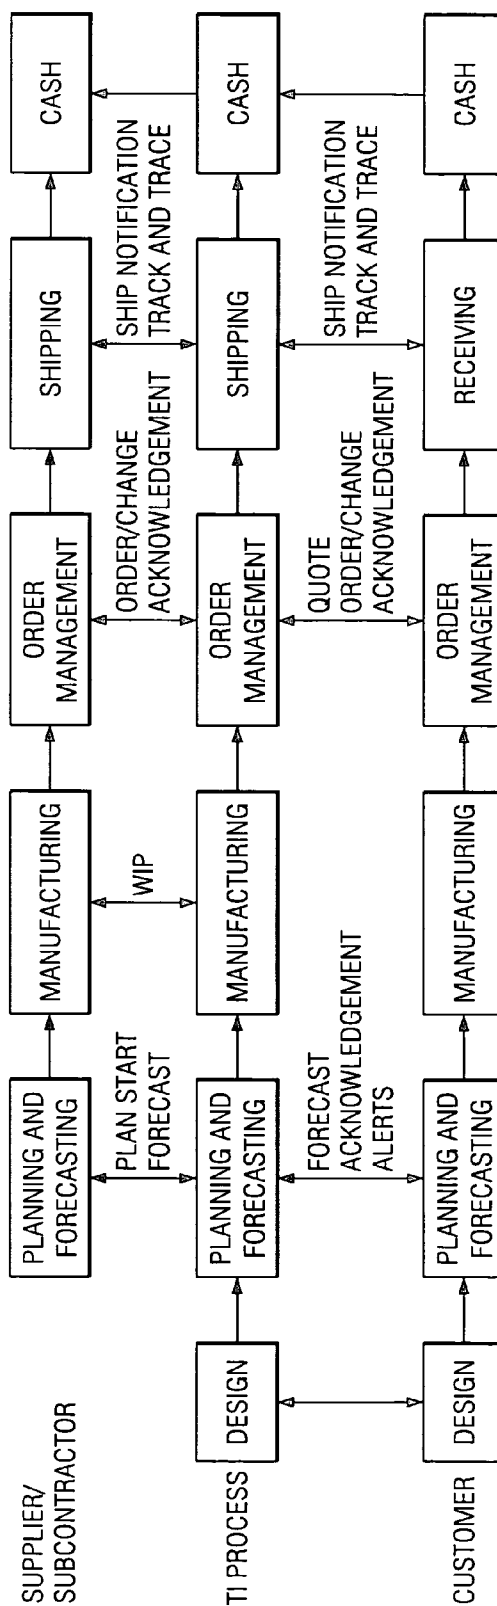 SUPPLIER/
SUBCONTRACTOR
PLANNING AND
FORECASTING
MANUFACTURING
ORDER
MANAGEMENT
SHIPPING
CASH
PLAN START
FORECAST
WIP
ORDER/CHANGE
ACKNOWLEDGEMENT
SHIP NOTIFICATION
TRACK AND TRACE
TI PROCESS
DESIGN
PLANNING AND
FORECASTING
MANUFACTURING
ORDER
MANAGEMENT
SHIPPING
CASH
FORECAST
ACKNOWLEDGEMENT
ALERTS
QUOTE
ORDER/CHANGE
ACKNOWLEDGEMENT
SHIP NOTIFICATION
TRACK AND TRACE
CUSTOMER
DESIGN
PLANNING AND
FORECASTING
MANUFACTURING
ORDER
MANAGEMENT
RECEIVING
CASH